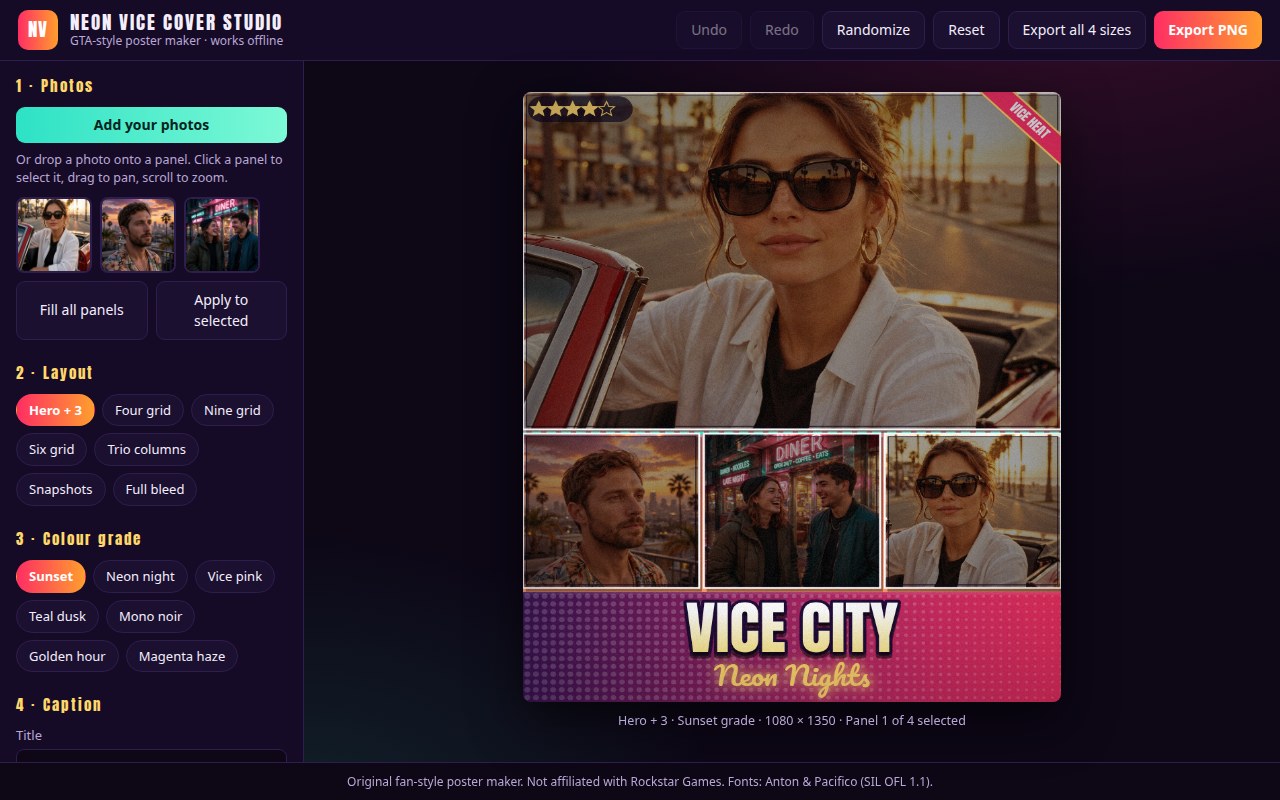 NV
NEON VICE COVER STUDIO
GTA-style poster maker · works offline
Undo
Redo
Randomize
Reset
Export all 4 sizes
Export PNG
1 · Photos
Add your photos
Or drop a photo onto a panel. Click a panel to
select it, drag to pan, scroll to zoom.
DINER
Fill all panels
Apply to
selected
2 · Layout
Hero + 3
Four grid
Nine grid
Six grid
Trio columns
Snapshots
Full bleed
3 · Colour grade
Sunset
Neon night
Vice pink
Teal dusk
Mono noir
Golden hour
Magenta haze
4 · Caption
Title
VICE HEAT
DINER
VICE CITY
Neon Nights
Hero + 3 · Sunset grade · 1080 × 1350 · Panel 1 of 4 selected
Original fan-style poster maker. Not affiliated with Rockstar Games. Fonts: Anton & Pacifico (SIL OFL 1.1).